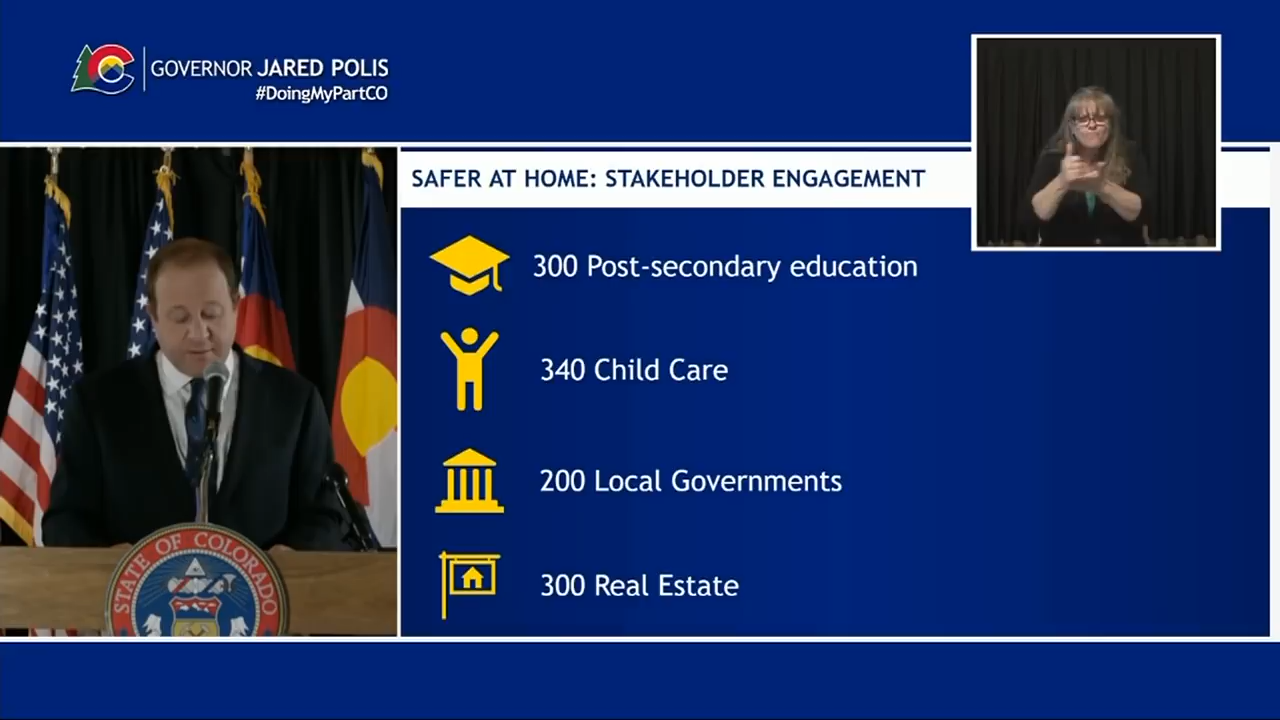 GOVERNOR JARED POLIS
#DoingMyPartCO
SAFER AT HOME: STAKEHOLDER ENGAGEMENT
300 Post-secondary education
340 Child Care
200 Local Governments
300 Real Estate
STATE OF COLORADO